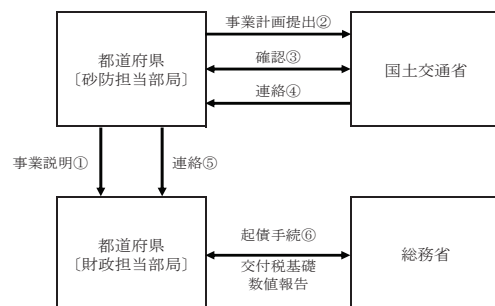 事業計画提出②
都道府県
〔砂防担当部局〕
確認③
国土交通省
連絡④
事業説明①
連絡⑤
都道府県
〔財政担当部局〕
起債手続⑥
交付税基礎
数値報告
総務省